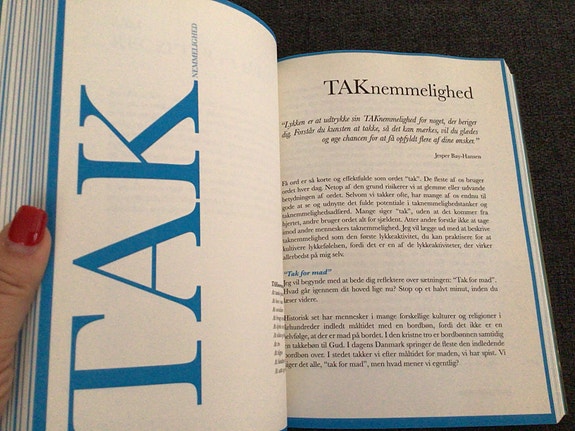 TAK
NEMMELIGHED
TAKnemmelighed
"Lykken er at udtrykke sin TAKnemmelighed for noget, der beriger
dig. Forstår du kunsten at takke, så det kan mærkes, vil du glædes
og øge chancen for at få opfyldt flere af dine ønsker."
Jesper Bay-Hansen
Få ord er så korte og effektfulde som ordet "tak". De fleste af os bruger
ordet hver dag. Netop af den grund risikerer vi at glemme eller udvande
betydningen af ordet. Selvom vi takker ofte, har mange af os endnu til
gode at se og udnytte det fulde potentiale i taknemmelighedstanker og
taknemmelighedsadfærd. Mange siger "tak", uden at det kommer fra
hjertet, andre bruger ordet alt for sjældent. Atter andre forstår ikke at tage
imod andre menneskers taknemmelighed. Jeg vil lægge ud med at beskrive
taknemmelighed som den første lykkeaktivitet, du kan praktisere for at
kultivere lykkefølelsen, fordi det er en af de lykkeaktiviteter, der virker
allerbedst på mig selv.
"Tak for mad"
Jeg vil begynde med at bede dig reflektere over sætningen: "Tak for mad".
Hvad går igennem dit hoved lige nu? Stop op et halvt minut, inden du
læser videre.
Historisk set har mennesker i mange forskellige kulturer og religioner i
århundreder indledt måltidet med en bordbøn, fordi det ikke er en
selvfølge, at der er mad på bordet. I den kristne tro er bordbønnen samtidig
en takkebøn til Gud. I dagens Danmark springer de fleste den indledende
bordbøn over. I stedet takker vi efter måltidet for maden, vi har spist. Vi
siger det alle, "tak for mad", men hvad mener vi egentlig?